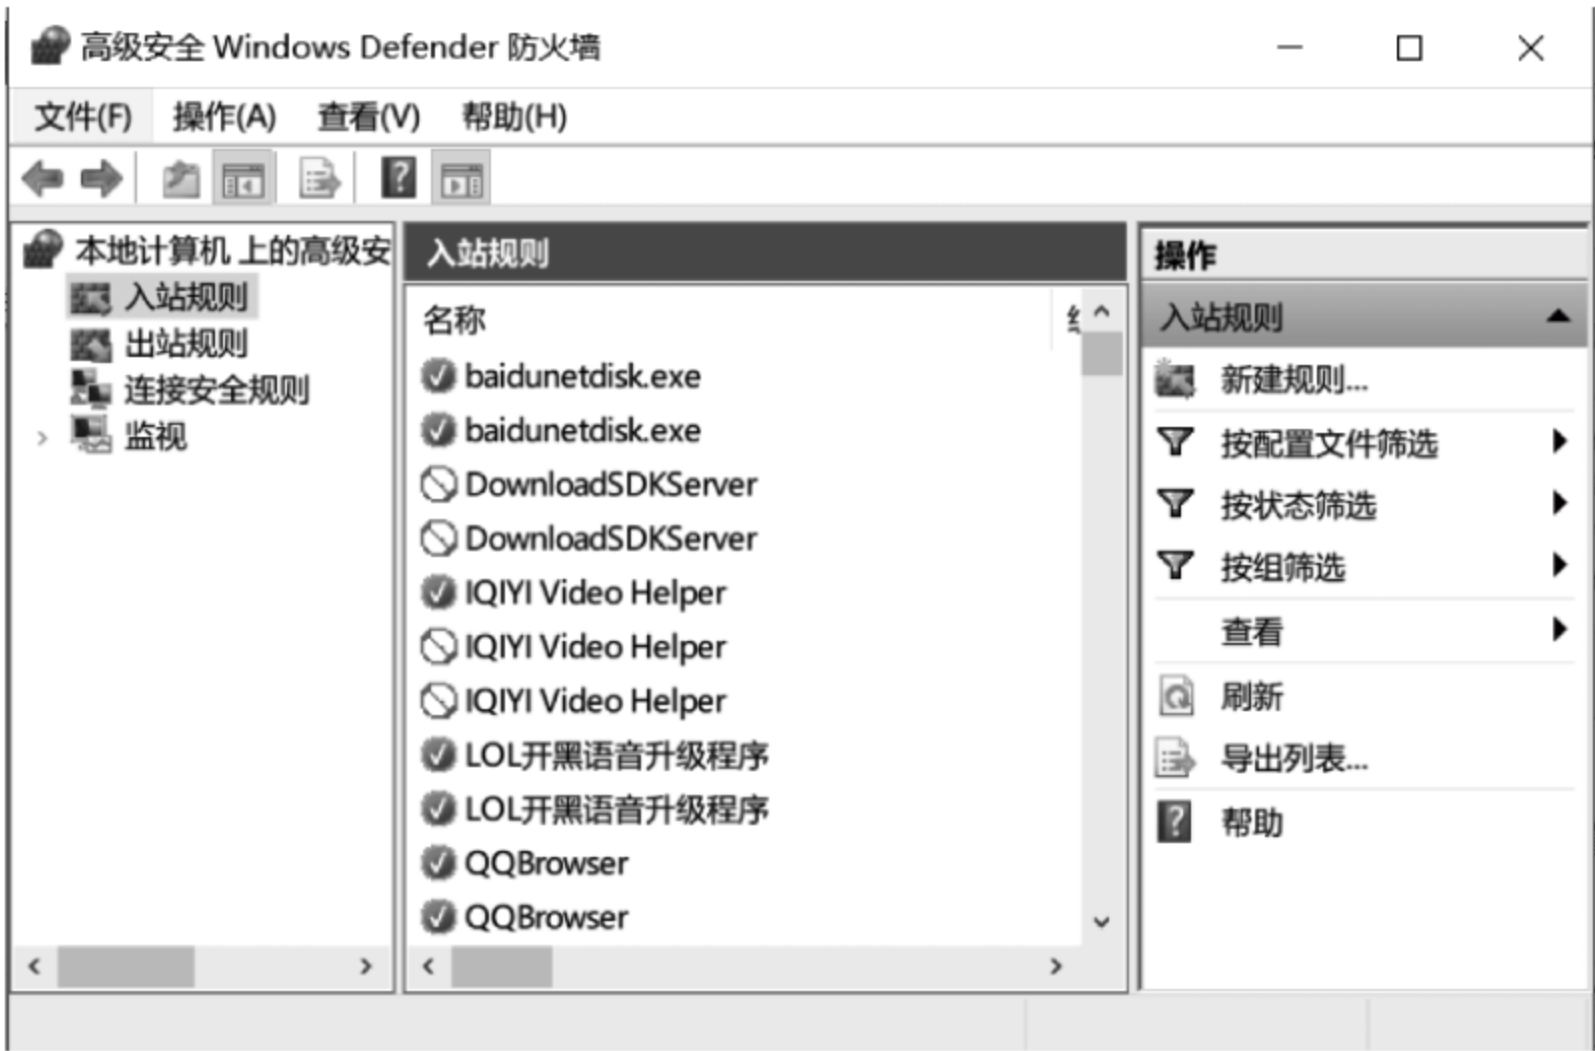 高级安全 Windows Defender 防火墙
文件(F) 操作(A) 查看(V) 帮助(H)
本地计算机 上的高级安
入站规则
出站规则
连接安全规则
监视
入站规则
名称
baidunetdisk.exe
baidunetdisk.exe
DownloadSDKServer
DownloadSDKServer
IQIYI Video Helper
IQIYI Video Helper
IQIYI Video Helper
LOL开黑语音升级程序
LOL开黑语音升级程序
QQBrowser
QQBrowser
操作
入站规则
新建规则...
按配置文件筛选
按状态筛选
按组筛选
查看
刷新
导出列表...
帮助